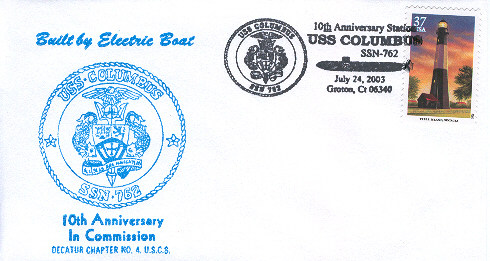 Built by Electric Boat
USS · COLUMBUS
SSN - 762
10th Anniversary
In Commission
DECATUR CHAPTER NO. 4, U.S.C.S.
USS COLUMBUS
SSN 762
10th Anniversary Station
USS COLUMBUS
SSN-762
July 24, 2003
Groton, Ct 06340
37
USA